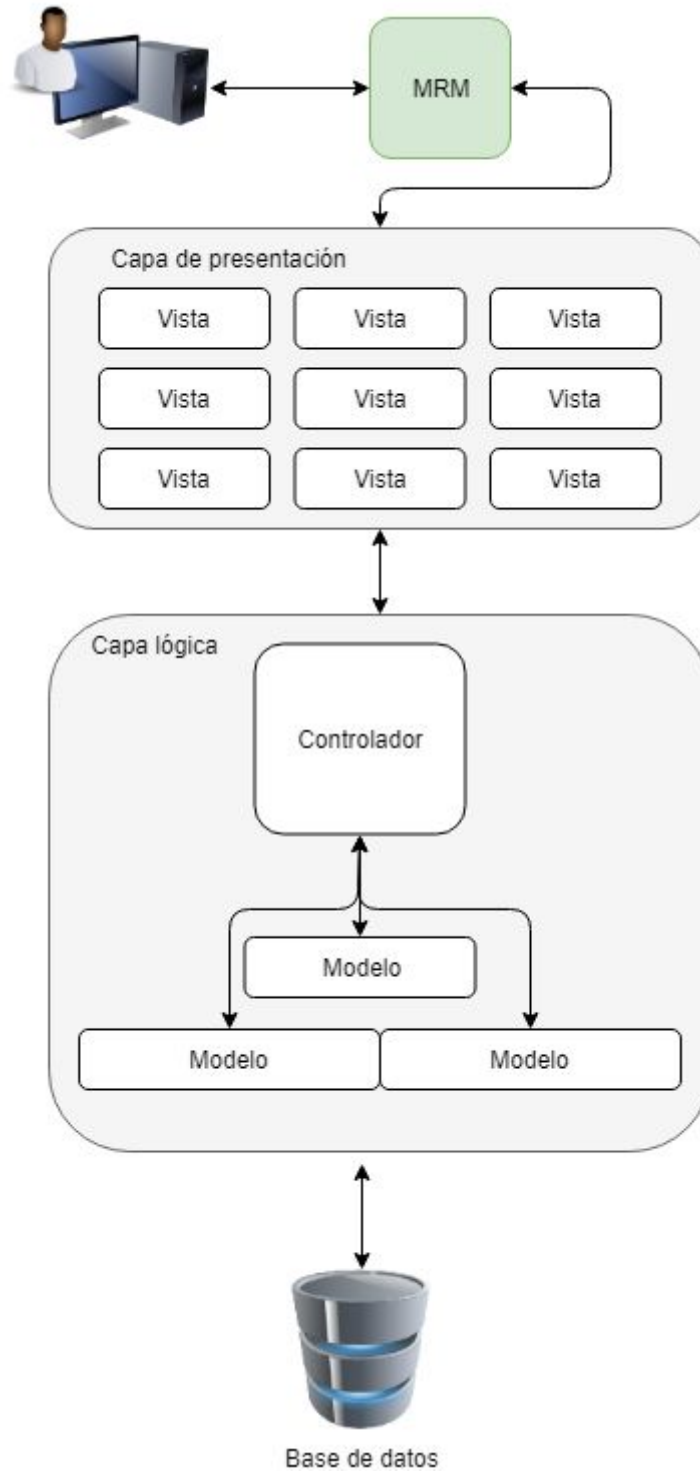 MRM
Capa de presentación
Vista Vista Vista
Vista Vista Vista
Vista Vista Vista
Capa lógica
Controlador
Modelo
Modelo Modelo
Base de datos